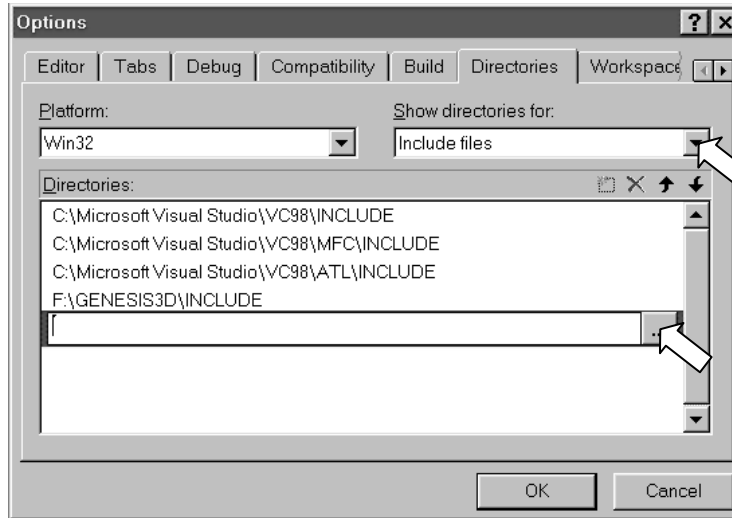 Options
Editor Tabs Debug Compatibility Build Directories Workspace
Platform: Show directories for:
Win32 Include files
Directories:
C:\Microsoft Visual Studio\VC98\INCLUDE
C:\Microsoft Visual Studio\VC98\MFC\INCLUDE
C:\Microsoft Visual Studio\VC98\ATL\INCLUDE
F:\GENESIS3D\INCLUDE
...
OK Cancel